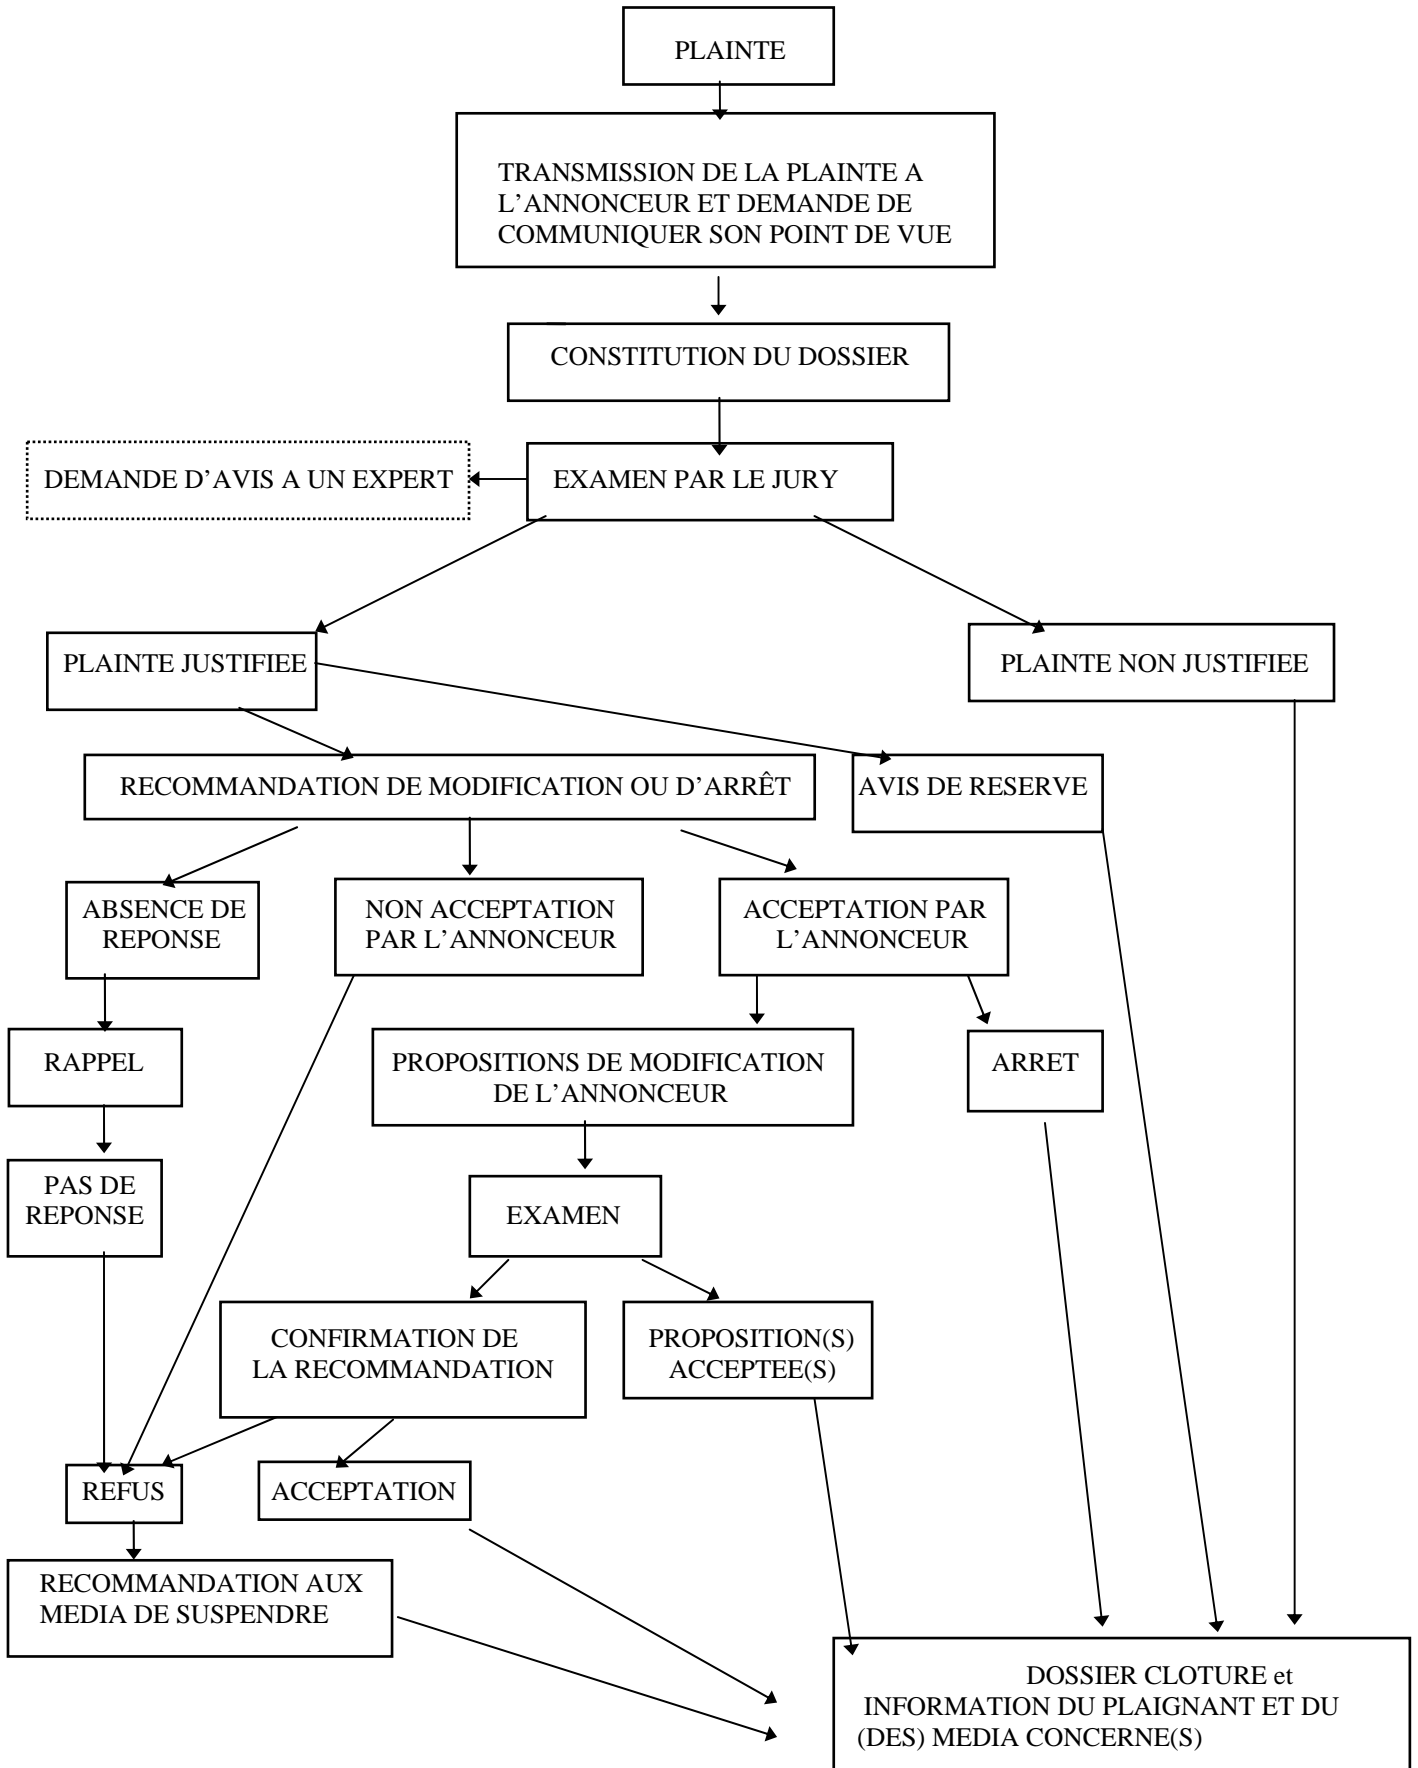 PLAINTE
TRANSMISSION DE LA PLAINTE A
L’ANNONCEUR ET DEMANDE DE
COMMUNIQUER SON POINT DE VUE
CONSTITUTION DU DOSSIER
DEMANDE D’AVIS A UN EXPERT
EXAMEN PAR LE JURY
PLAINTE JUSTIFIEE
PLAINTE NON JUSTIFIEE
RECOMMANDATION DE MODIFICATION OU D’ARRÊT
AVIS DE RESERVE
ABSENCE DE
REPONSE
NON ACCEPTATION
PAR L’ANNONCEUR
ACCEPTATION PAR
L’ANNONCEUR
RAPPEL
PROPOSITIONS DE MODIFICATION
DE L’ANNONCEUR
ARRET
PAS DE
REPONSE
EXAMEN
CONFIRMATION DE
LA RECOMMANDATION
PROPOSITION(S)
ACCEPTEE(S)
REFUS
ACCEPTATION
RECOMMANDATION AUX
MEDIA DE SUSPENDRE
DOSSIER CLOTURE et
INFORMATION DU PLAIGNANT ET DU
(DES) MEDIA CONCERNE(S)